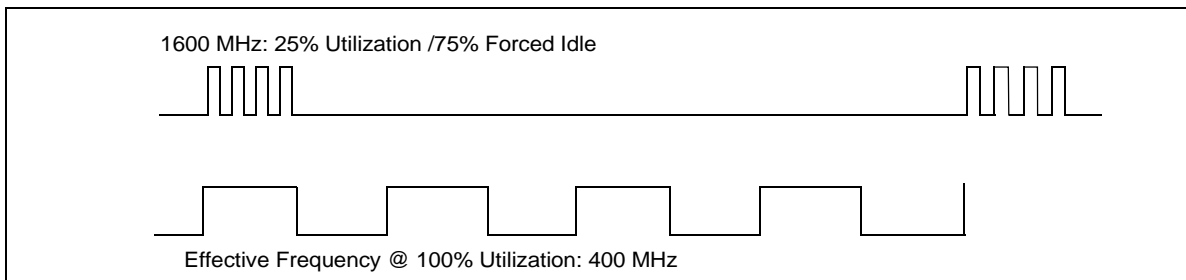 1600 MHz: 25% Utilization /75% Forced Idle
Effective Frequency @ 100% Utilization: 400 MHz